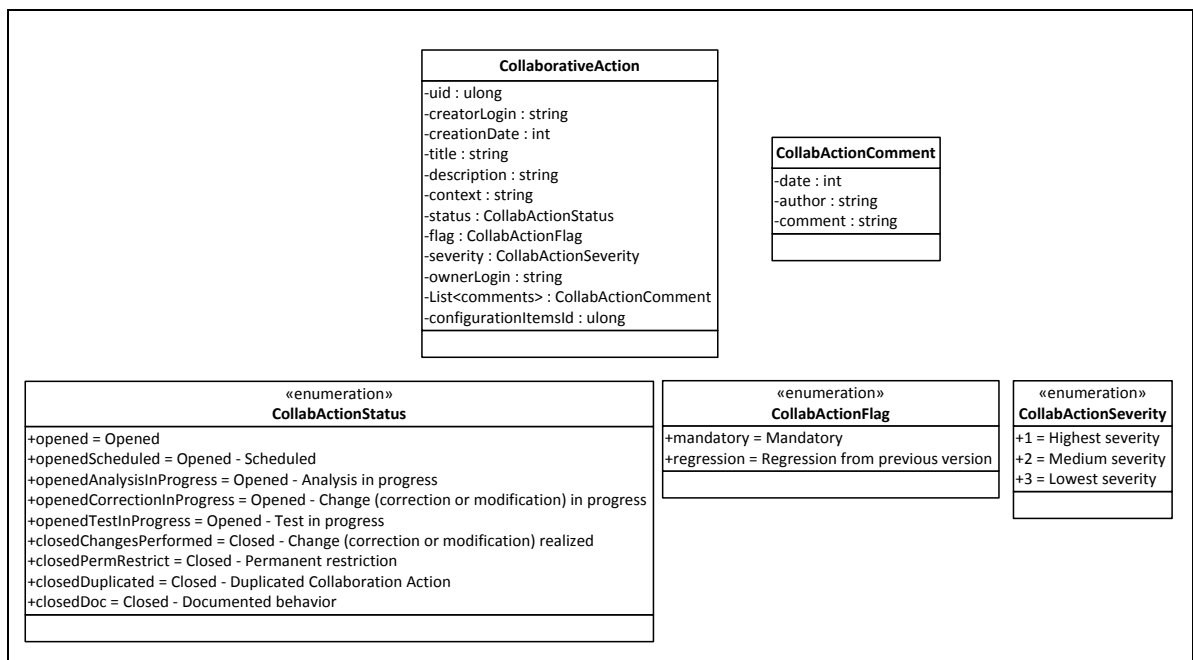 CollaborativeAction
-uid : ulong
-creatorLogin : string
-creationDate : int
-title : string
-description : string
-context : string
-status : CollabActionStatus
-flag : CollabActionFlag
-severity : CollabActionSeverity
-ownerLogin : string
-List<comments> : CollabActionComment
-configurationItemsId : ulong
CollabActionComment
-date : int
-author : string
-comment : string
«enumeration»
CollabActionStatus
+opened = Opened
+openedScheduled = Opened - Scheduled
+openedAnalysisInProgress = Opened - Analysis in progress
+openedCorrectionInProgress = Opened - Change (correction or modification) in progress
+openedTestInProgress = Opened - Test in progress
+closedChangesPerformed = Closed - Change (correction or modification) realized
+closedPermRestrict = Closed - Permanent restriction
+closedDuplicated = Closed - Duplicated Collaboration Action
+closedDoc = Closed - Documented behavior
«enumeration»
CollabActionFlag
+mandatory = Mandatory
+regression = Regression from previous version
«enumeration»
CollabActionSeverity
+1 = Highest severity
+2 = Medium severity
+3 = Lowest severity